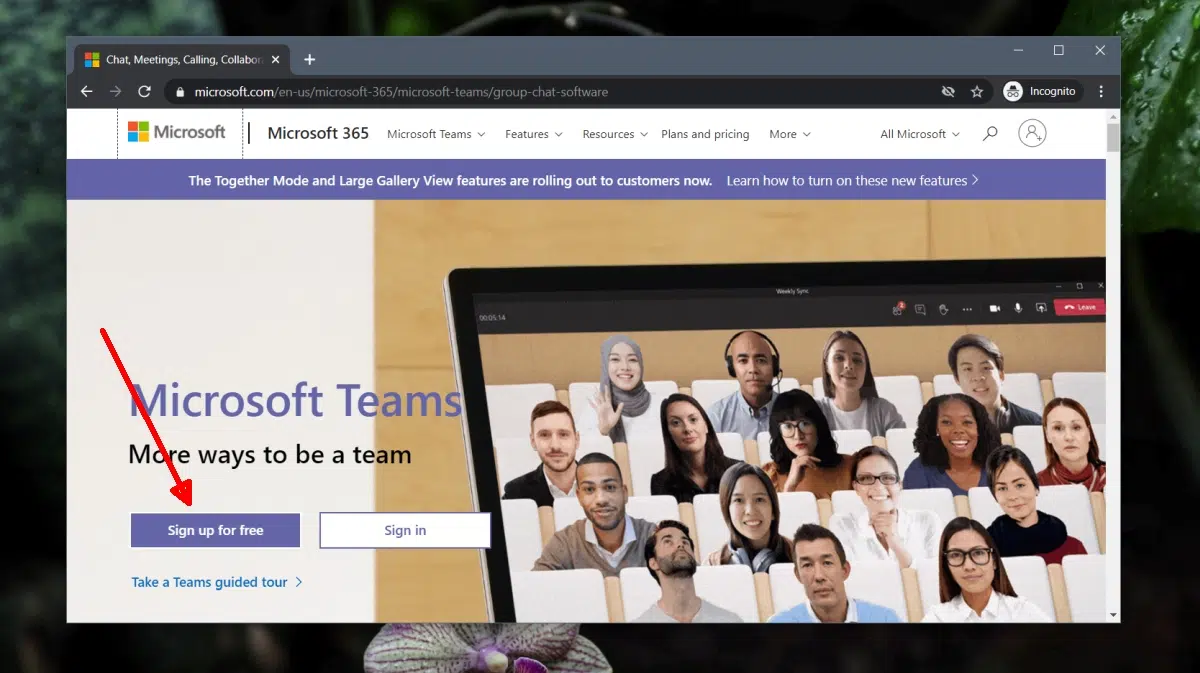 Chat, Meetings, Calling, Collabor
microsoft.com/en-us/microsoft-365/microsoft-teams/group-chat-software
Incognito
Microsoft
Microsoft 365
Microsoft Teams
Features
Resources
Plans and pricing
More
All Microsoft
The Together Mode and Large Gallery View features are rolling out to customers now. Learn how to turn on these new features
Weekly Sync
00:05:14
2
Leave
Microsoft Teams
More ways to be a team
Sign up for free
Sign in
Take a Teams guided tour